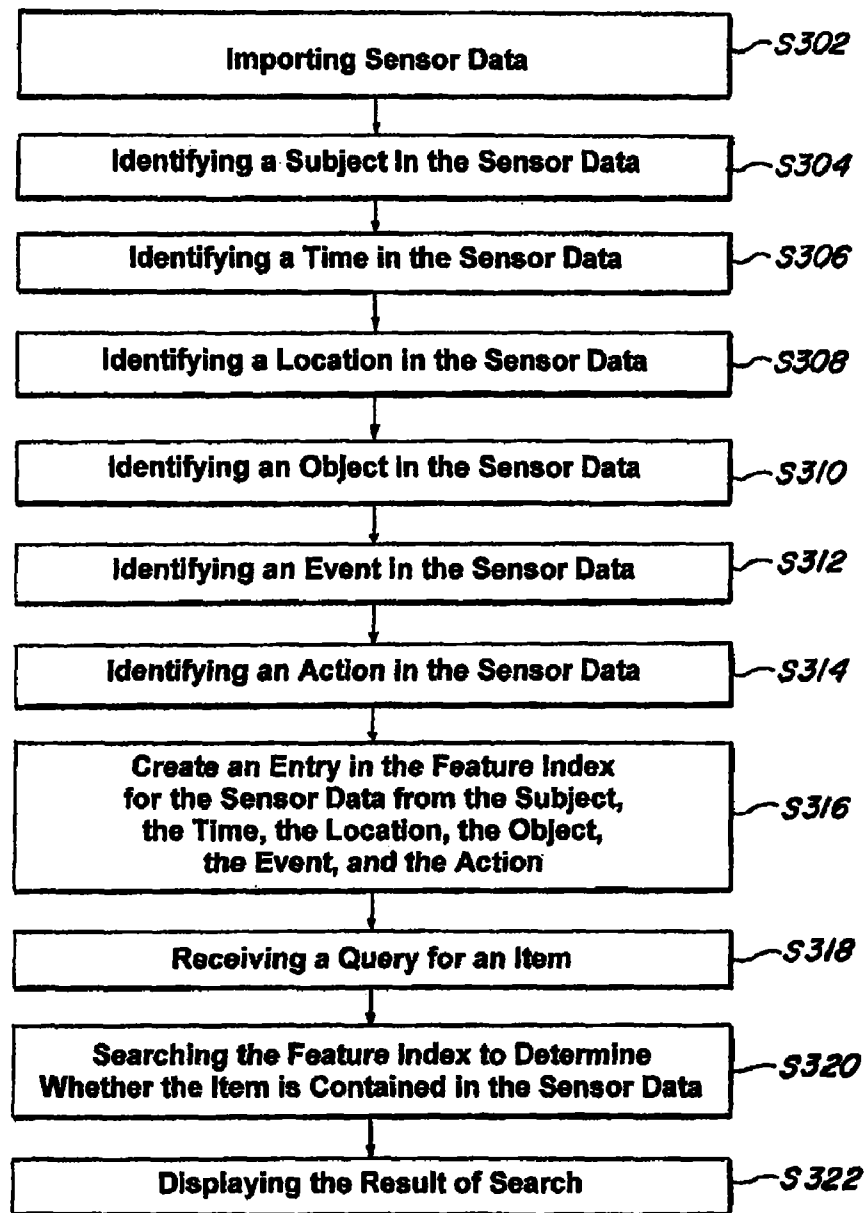 Importing Sensor Data
S302
Identifying a Subject in the Sensor Data
S304
Identifying a Time in the Sensor Data
S306
Identifying a Location in the Sensor Data
S308
Identifying an Object in the Sensor Data
S310
Identifying an Event in the Sensor Data
S312
Identifying an Action in the Sensor Data
S314
Create an Entry in the Feature Index
for the Sensor Data from the Subject,
the Time, the Location, the Object,
the Event, and the Action
S316
Receiving a Query for an Item
S318
Searching the Feature Index to Determine
Whether the Item is Contained in the Sensor Data
S320
Displaying the Result of Search
S322